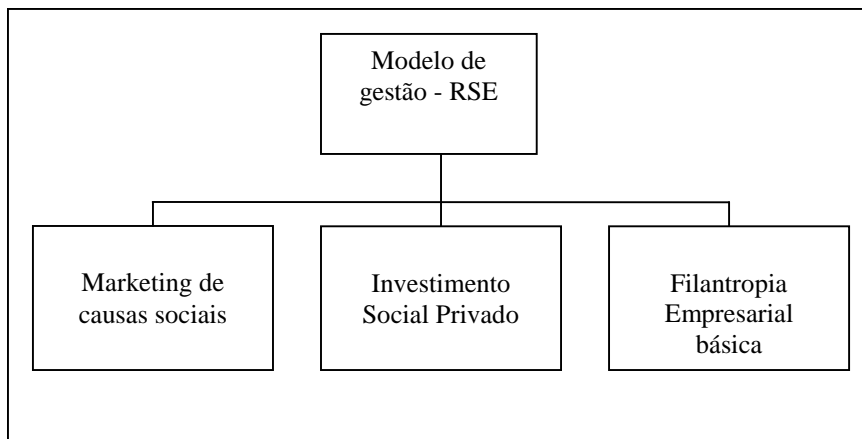 Modelo de
gestão - RSE
Marketing de
causas sociais
Investimento
Social Privado
Filantropia
Empresarial
básica